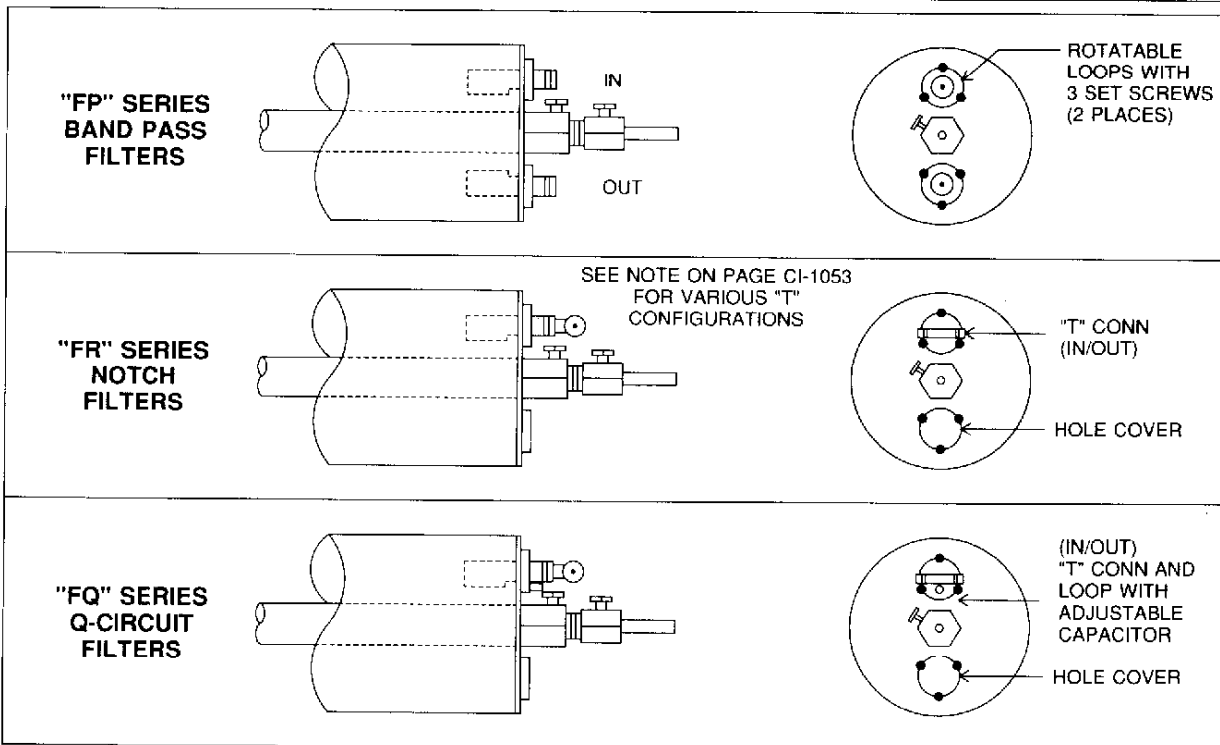 "FP" SERIES
BAND PASS
FILTERS
IN
OUT
ROTATABLE
LOOPS WITH
3 SET SCREWS
(2 PLACES)
"FR" SERIES
NOTCH
FILTERS
SEE NOTE ON PAGE CI-1053
FOR VARIOUS "T"
CONFIGURATIONS
"T" CONN
(IN/OUT)
HOLE COVER
"FQ" SERIES
Q-CIRCUIT
FILTERS
(IN/OUT)
"T" CONN AND
LOOP WITH
ADJUSTABLE
CAPACITOR
HOLE COVER